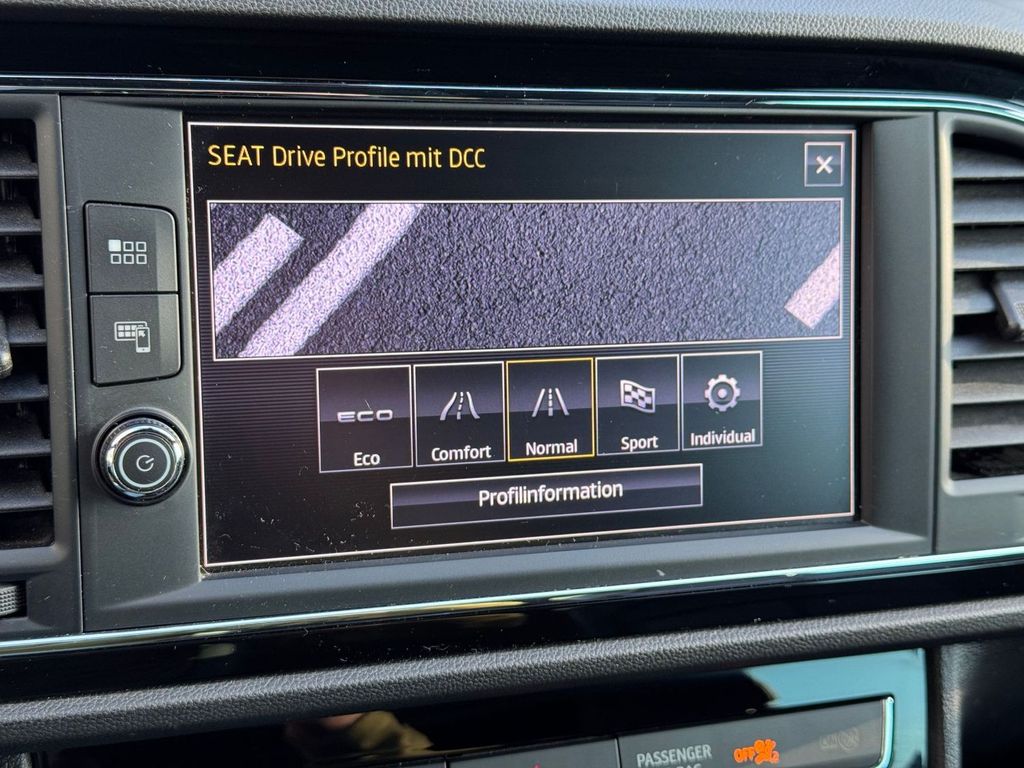 SEAT Drive Profile mit DCC
ECO
Eco
Comfort
Normal
Sport
Individual
Profilinformation
PASSENGER
OFF